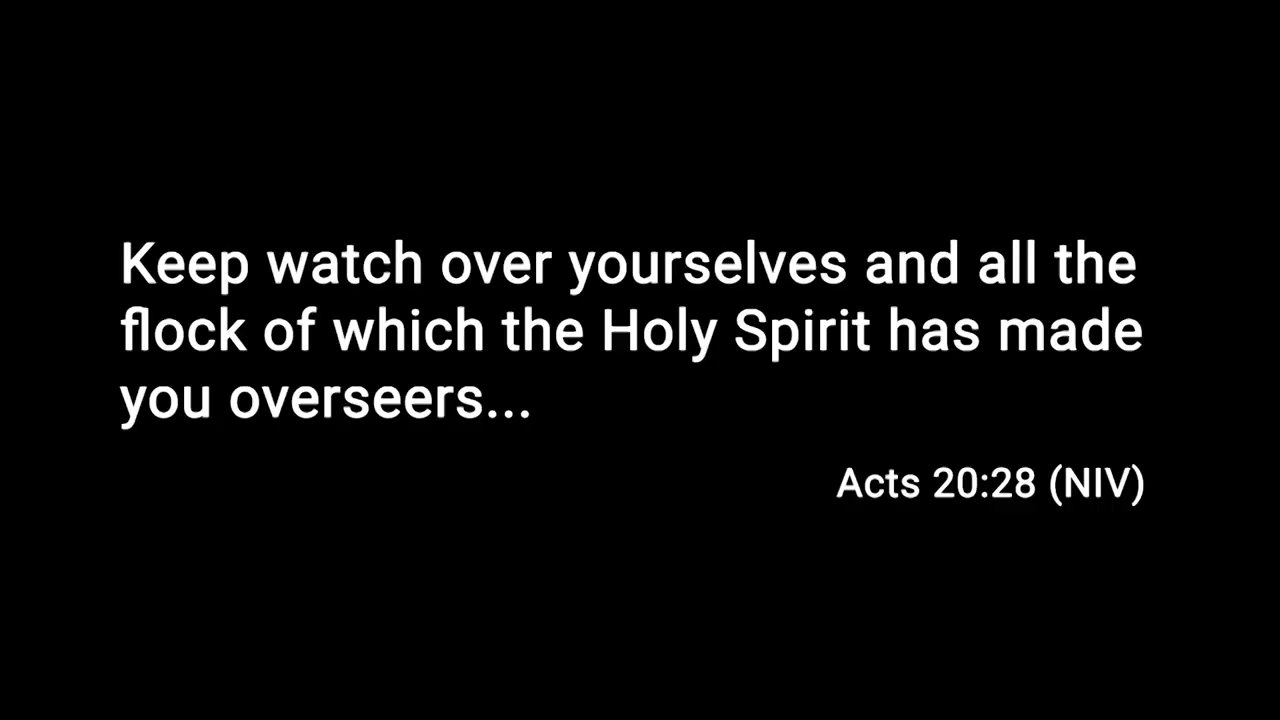 Keep watch over yourselves and all the
flock of which the Holy Spirit has made
you overseers...
Acts 20:28 (NIV)